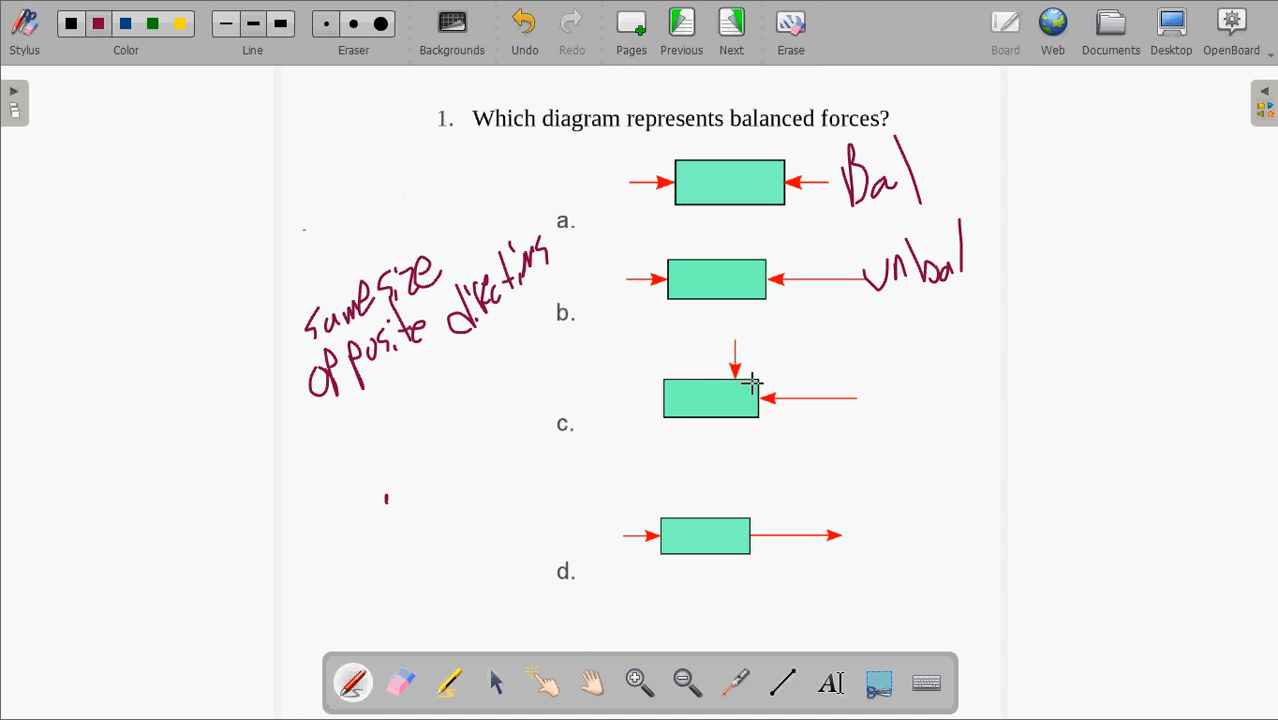 Stylus Color Line Eraser Backgrounds Undo Redo Pages Previous Next Erase Board Web Documents Desktop OpenBoard
1. Which diagram represents balanced forces?
Bal
a.
unbal
same size
opposite directions
b.
c.
d.
AI